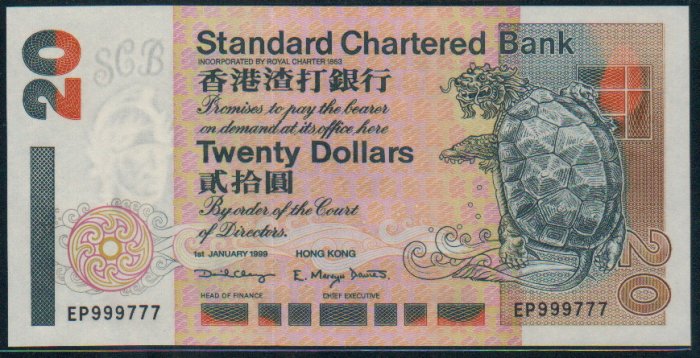 20
SCB
Standard Chartered Bank
INCORPORATED BY ROYAL CHARTER 1853
香港渣打銀行
Promises to pay the bearer
on demand at its office here
Twenty Dollars
貳拾圓
By order of the Court
of Directors.
1st JANUARY 1999 HONG KONG
E. Mervyn Davies
HEAD OF FINANCE CHIEF EXECUTIVE
EP999777
EP999777
20